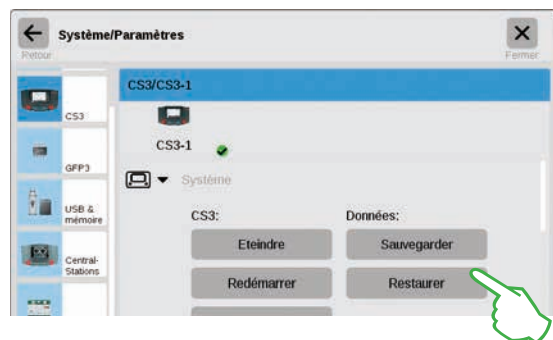 Système/Paramètres
Retour
Fermer
CS3
GFP3
USB & mémoire
Central-
Stations
CS3/CS3-1
CS3-1
Système
CS3:
Données:
Eteindre
Sauvegarder
Redémarrer
Restaurer